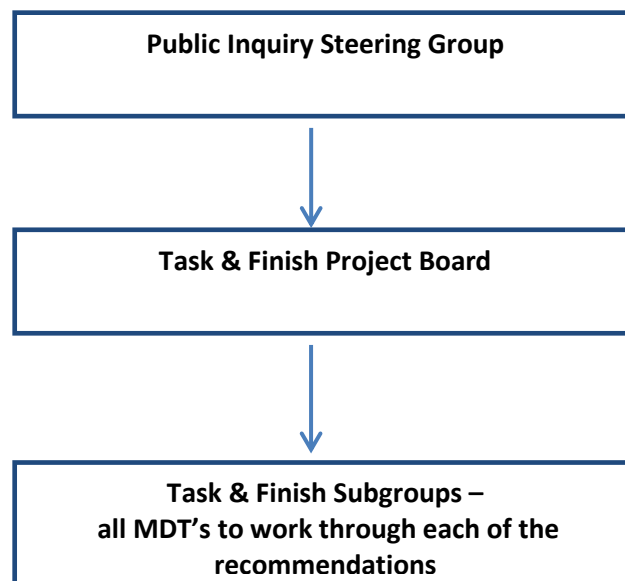 Public Inquiry Steering Group
Task & Finish Project Board
Task & Finish Subgroups –
all MDT's to work through each of the
recommendations